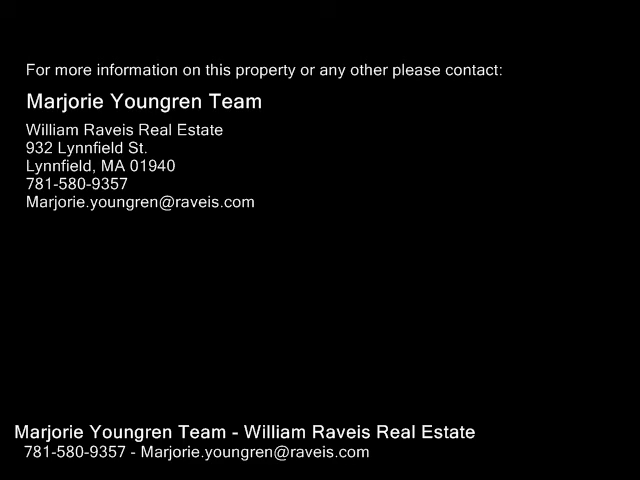 For more information on this property or any other please contact:
Marjorie Youngren Team
William Raveis Real Estate
932 Lynnfield St.
Lynnfield, MA 01940
781-580-9357
Marjorie.youngren@raveis.com
Marjorie Youngren Team - William Raveis Real Estate
781-580-9357 - Marjorie.youngren@raveis.com